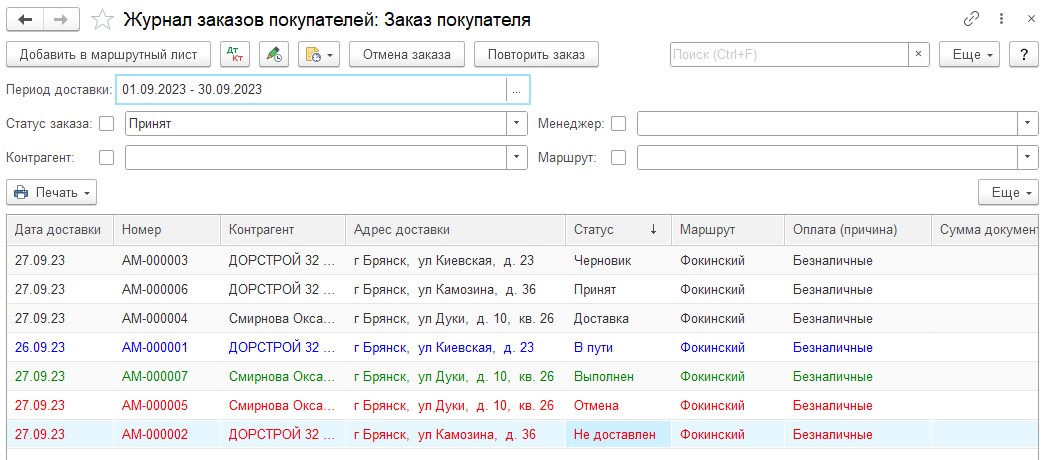 Журнал заказов покупателей: Заказ покупателя
Добавить в маршрутный лист Дт Кт Отмена заказа Повторить заказ Поиск (Ctrl+F) × Еще ?
Период доставки: 01.09.2023 - 30.09.2023 ...
Статус заказа: Принят Менеджер:
Контрагент: Маршрут:
Печать Еще
Дата доставки Номер Контрагент Адрес доставки Статус ↓ Маршрут Оплата (причина) Сумма документ
27.09.23 АМ-000003 ДОРСТРОЙ 32 ... г Брянск, ул Киевская, д. 23 Черновик Фокинский Безналичные
27.09.23 АМ-000006 ДОРСТРОЙ 32 ... г Брянск, ул Камозина, д. 36 Принят Фокинский Безналичные
27.09.23 АМ-000004 Смирнова Окса... г Брянск, ул Дуки, д. 10, кв. 26 Доставка Фокинский Безналичные
26.09.23 АМ-000001 ДОРСТРОЙ 32 ... г Брянск, ул Киевская, д. 23 В пути Фокинский Безналичные
27.09.23 АМ-000007 Смирнова Окса... г Брянск, ул Дуки, д. 10, кв. 26 Выполнен Фокинский Безналичные
27.09.23 АМ-000005 Смирнова Окса... г Брянск, ул Дуки, д. 10, кв. 26 Отмена Фокинский Безналичные
27.09.23 АМ-000002 ДОРСТРОЙ 32 ... г Брянск, ул Камозина, д. 36 Не доставлен Фокинский Безналичные